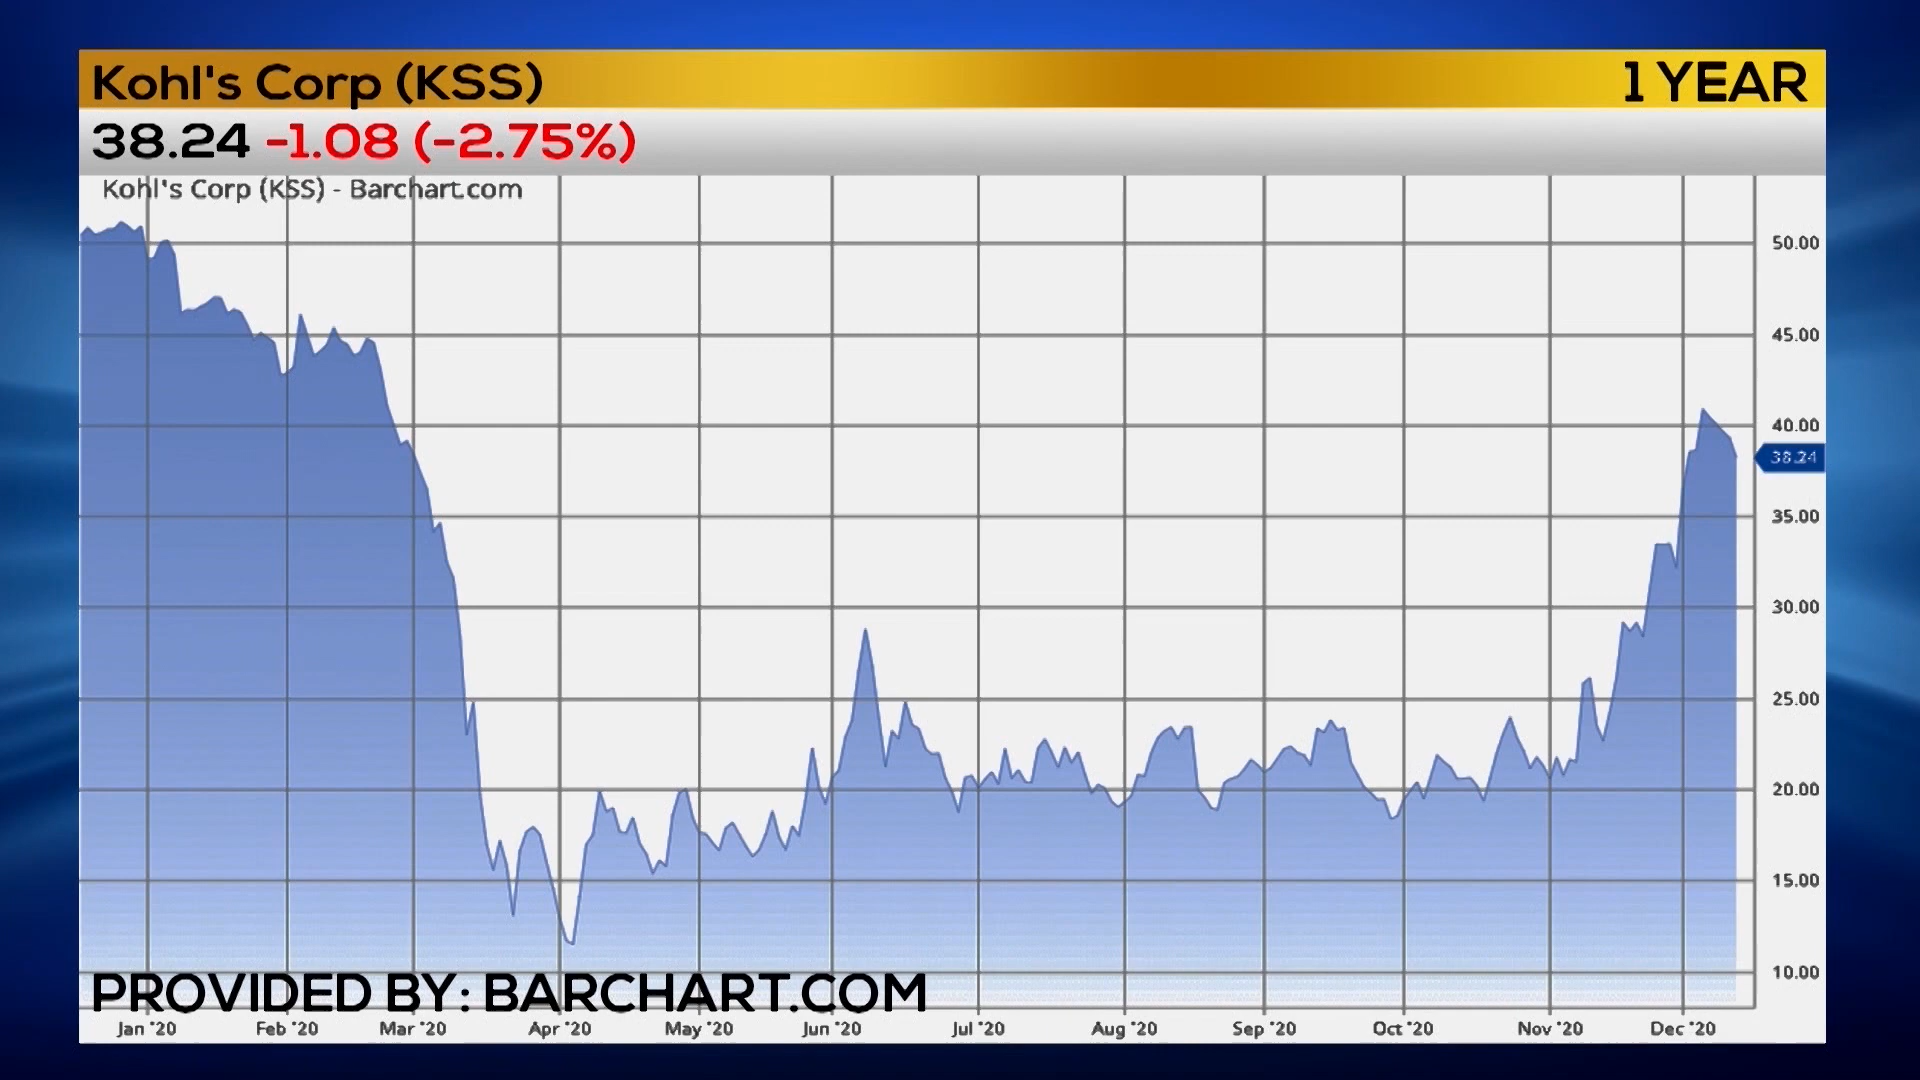 Kohl's Corp (KSS) 1 YEAR
38.24 -1.08 (-2.75%)
Kohl's Corp (KSS) - Barchart.com
50.00
45.00
40.00
38.24
35.00
30.00
25.00
20.00
15.00
10.00
PROVIDED BY: BARCHART.COM
Jan '20 Feb '20 Mar '20 Apr '20 May '20 Jun '20 Jul '20 Aug '20 Sep '20 Oct '20 Nov '20 Dec '20